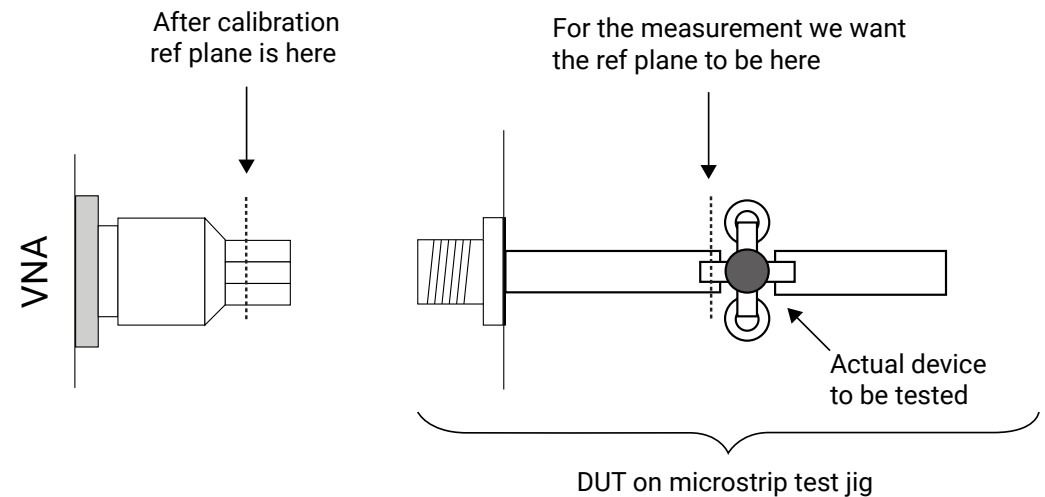 After calibration
ref plane is here
For the measurement we want
the ref plane to be here
VNA
Actual device
to be tested
DUT on microstrip test jig